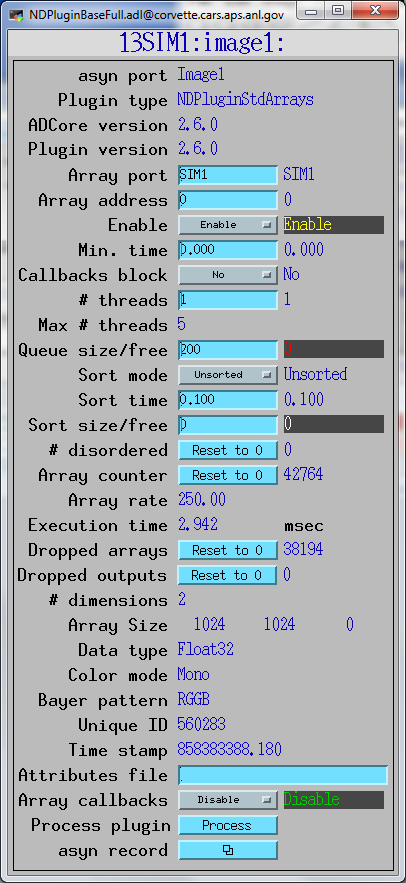 NDPluginBaseFull.adl@corvette.cars.aps.anl.gov
13SIM1:image1:
asyn port Image1
Plugin type NDPluginStdArrays
ADCore version 2.6.0
Plugin version 2.6.0
Array port SIM1 SIM1
Array address 0 0
Enable Enable Enable
Min. time 0.000 0.000
Callbacks block No No
# threads 1 1
Max # threads 5
Queue size/free 200 0
Sort mode Unsorted Unsorted
Sort time 0.100 0.100
Sort size/free 0 0
# disordered Reset to 0 0
Array counter Reset to 0 42764
Array rate 250.00
Execution time 2.942 msec
Dropped arrays Reset to 0 38194
Dropped outputs Reset to 0 0
# dimensions 2
Array Size 1024 1024 0
Data type Float32
Color mode Mono
Bayer pattern RGGB
Unique ID 560283
Time stamp 858383388.180
Attributes file
Array callbacks Disable Disable
Process plugin Process
asyn record